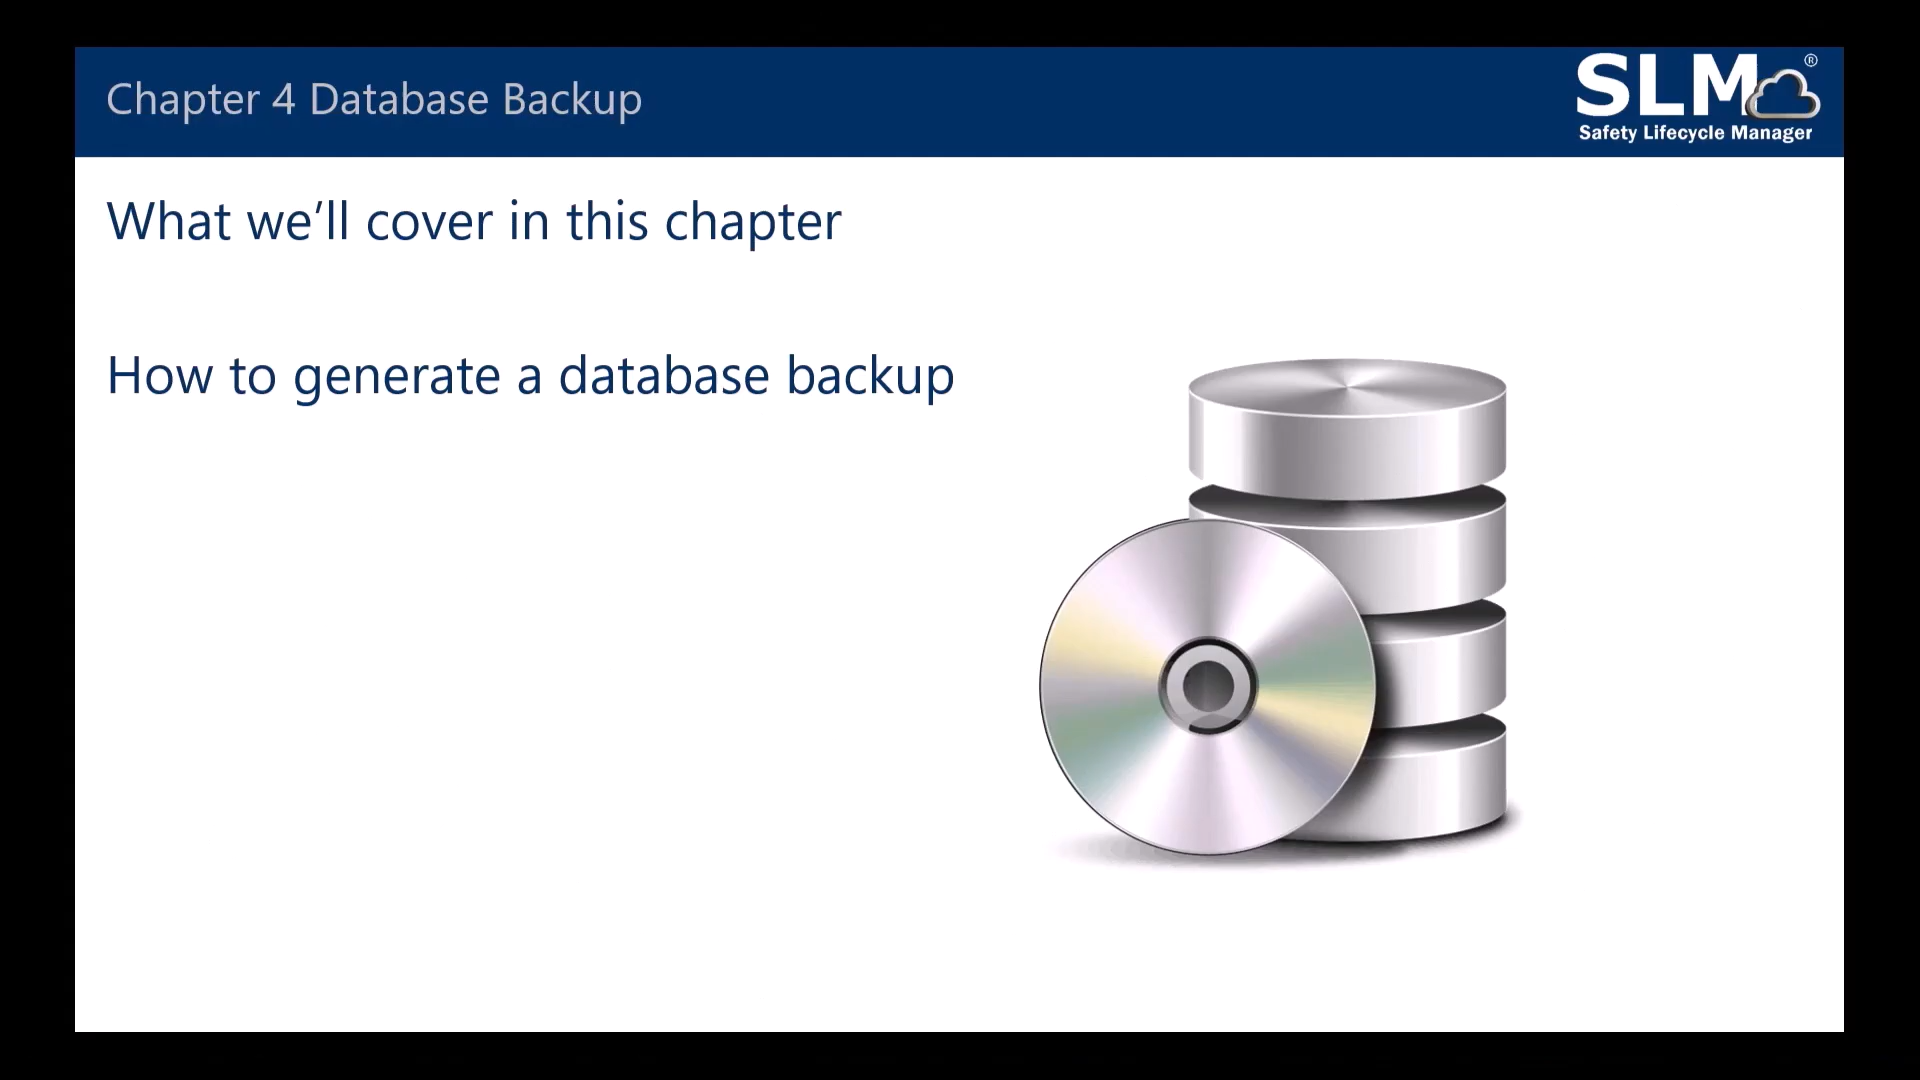 Chapter 4 Database Backup
SLM®
Safety Lifecycle Manager
What we’ll cover in this chapter
How to generate a database backup